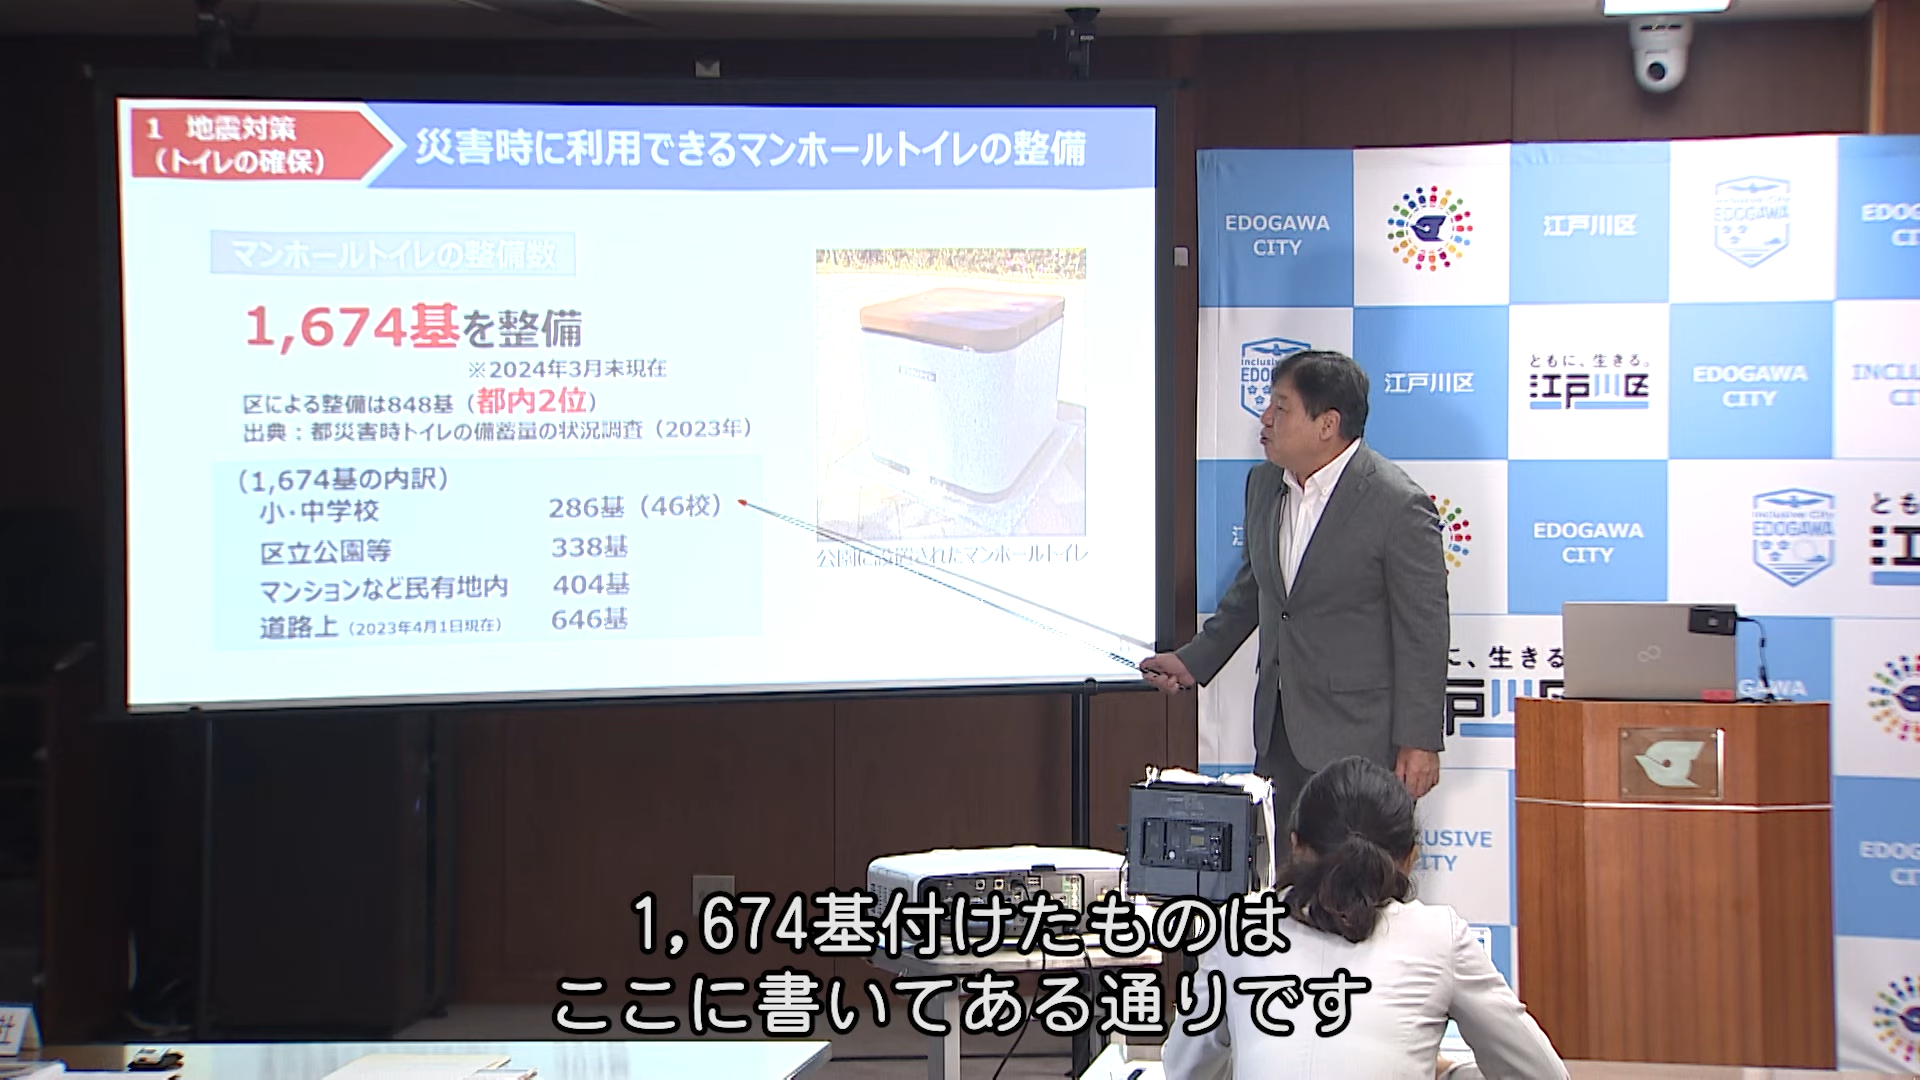 1 地震対策
（トイレの確保）
災害時に利用できるマンホールトイレの整備
マンホールトイレの整備数
1,674基を整備
※2024年3月末現在
区による整備は848基（都内2位）
出典：都災害時トイレの備蓄量の状況調査（2023年）
（1,674基の内訳）
小・中学校 286基（46校）
区立公園等 338基
マンションなど民有地内 404基
道路上（2023年4月1日現在） 646基
公園に設置されたマンホールトイレ
EDOGAWA
CITY
江戸川区
Inclusive City
EDOGAWA
江戸川区
ともに、生きる。
江戸川区
EDOGAWA
CITY
EDOGAWA
CITY
Inclusive City
EDOGAWA
1,674基付けたものは
ここに書いてある通りです